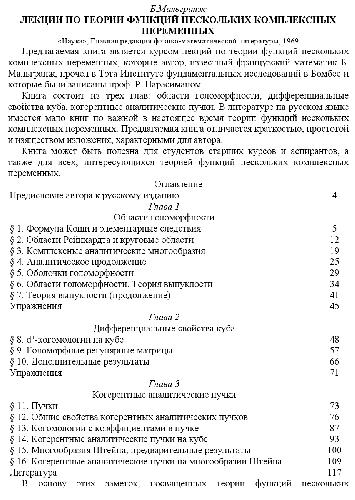 Б.Мальгранж
ЛЕКЦИИ ПО ТЕОРИИ ФУНКЦИЙ НЕСКОЛЬКИХ КОМПЛЕКСНЫХ
ПЕРЕМЕННЫХ
«Наука», Главная редакция физико-математической литературы, 1969
Предлагаемая книга является курсом лекций по теории функций нескольких
комплексных переменных, которые автор, известный французский математик Б.
Мальгранж, прочел в Тата Институте фундаментальных исследований в Бомбее и
которые были записаны проф. Р. Нарасиманом.
Книга состоит из трех глав: области голоморфности, дифференциальные
свойства куба, когерентные аналитические пучки. В литературе на русском языке
имеется мало книг по важной в настоящее время теории функций нескольких
комплексных переменных. Предлагаемая книга отличается краткостью, простотой
и изяществом изложения, характерными для автора.
Книга может быть полезна для студентов старших курсов и аспирантов, а
также для всех, интересующихся теорией функций нескольких комплексных
переменных.
Оглавление
Предисловие автора к русскому изданию 4
Глава 1
Области голоморфности
§ 1. Формула Коши и элементарные следствия 5
§ 2. Области Рейнхардта и круговые области 12
§ 3. Комплексные аналитические многообразия 19
§ 4. Аналитическое продолжение 25
§ 5. Оболочки голоморфности 29
§ 6. Области голоморфности. Теория выпуклости 34
§ 7. Теория выпуклости (продолжение) 41
Упражнения 45
Глава 2
Дифференциальные свойства куба
§ 8. d"-когомологии на кубе 48
§ 9. Голоморфные регулярные матрицы 57
§ 10. Дополнительные результаты 66
Упражнения 71
Глава 3
Когерентные аналитические пучки
§ 11. Пучки 73
§ 12. Общие свойства когерентных аналитических пучков 76
§ 13. Когомологии с коэффициентами в пучке 87
§ 14. Когерентные аналитические пучки на кубе 93
§ 15. Многообразия Штейна, предварительные результаты 100
§ 16. Когерентные аналитические пучки на многообразии Штейна 109
Литература 117
В основу этих заметок, посвященных теории функций нескольких